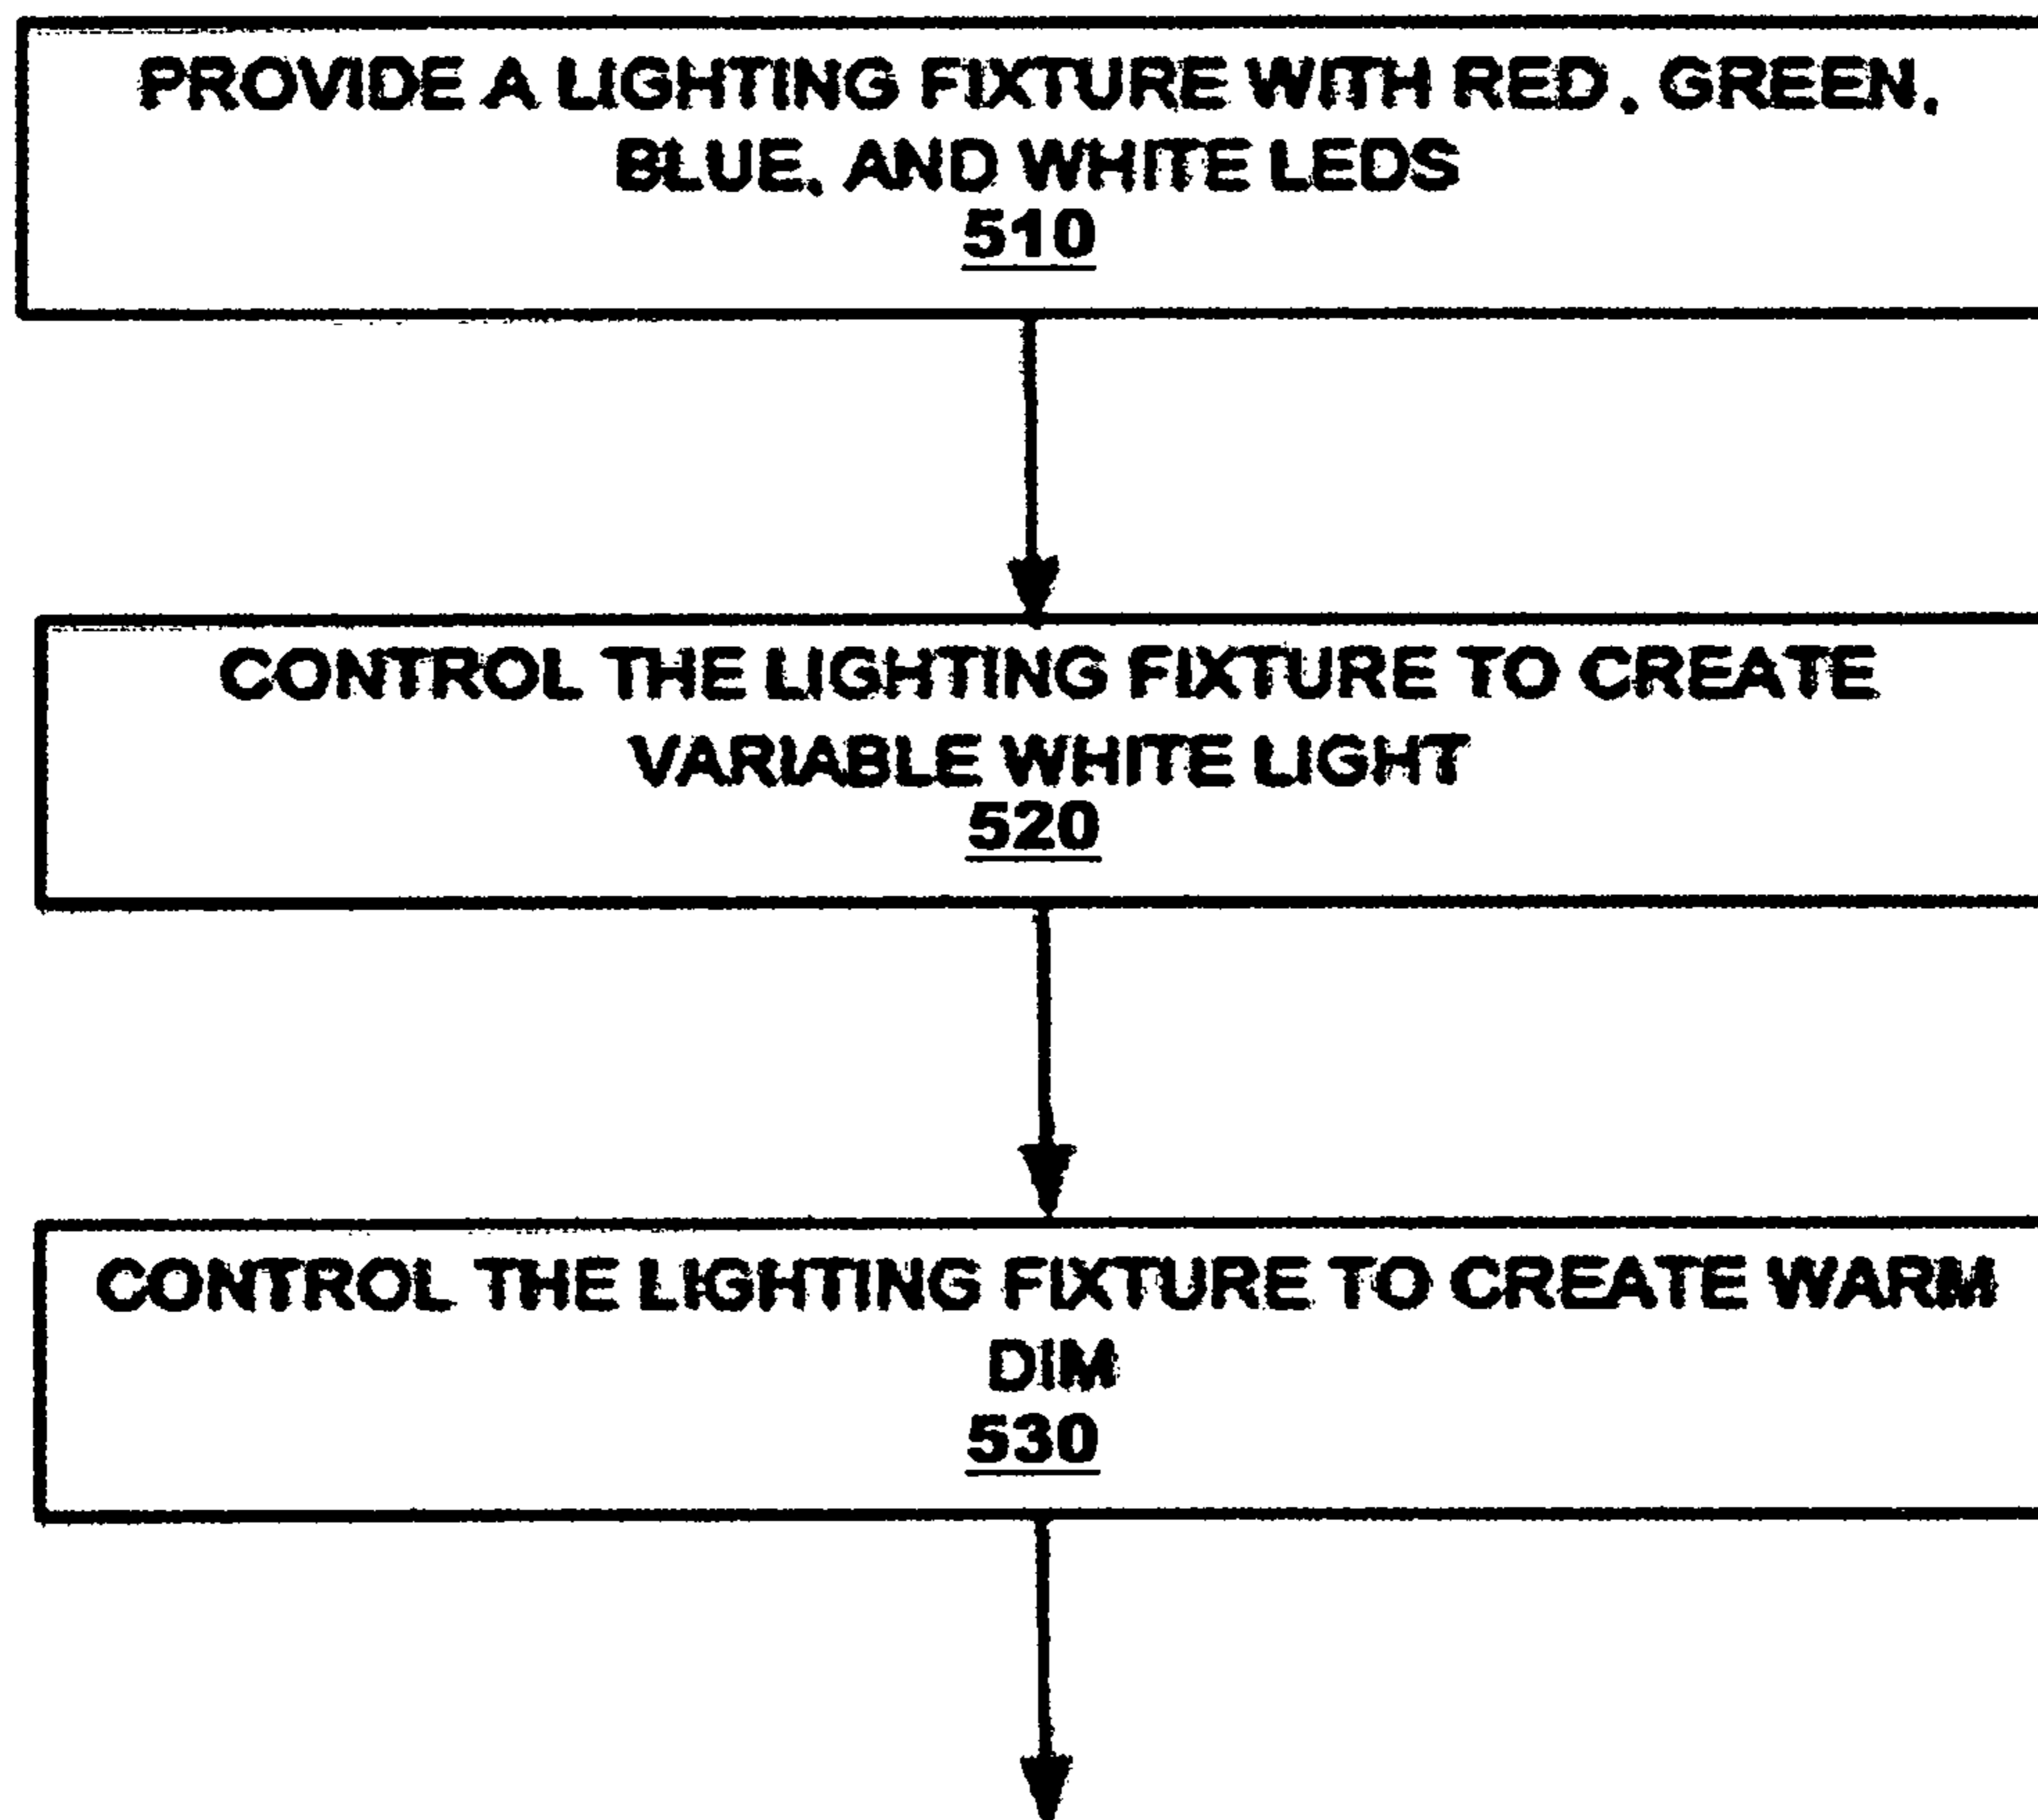 PROVIDE A LIGHTING FIXTURE WITH RED, GREEN,
BLUE, AND WHITE LEDS
510
CONTROL THE LIGHTING FIXTURE TO CREATE
VARIABLE WHITE LIGHT
520
CONTROL THE LIGHTING FIXTURE TO CREATE WARM
DIM
530